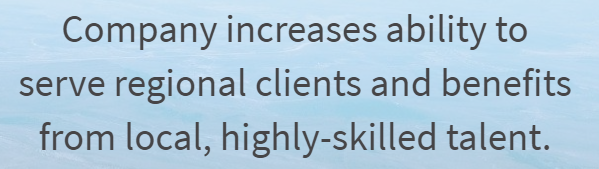 Company increases ability to
serve regional clients and benefits
from local, highly-skilled talent.